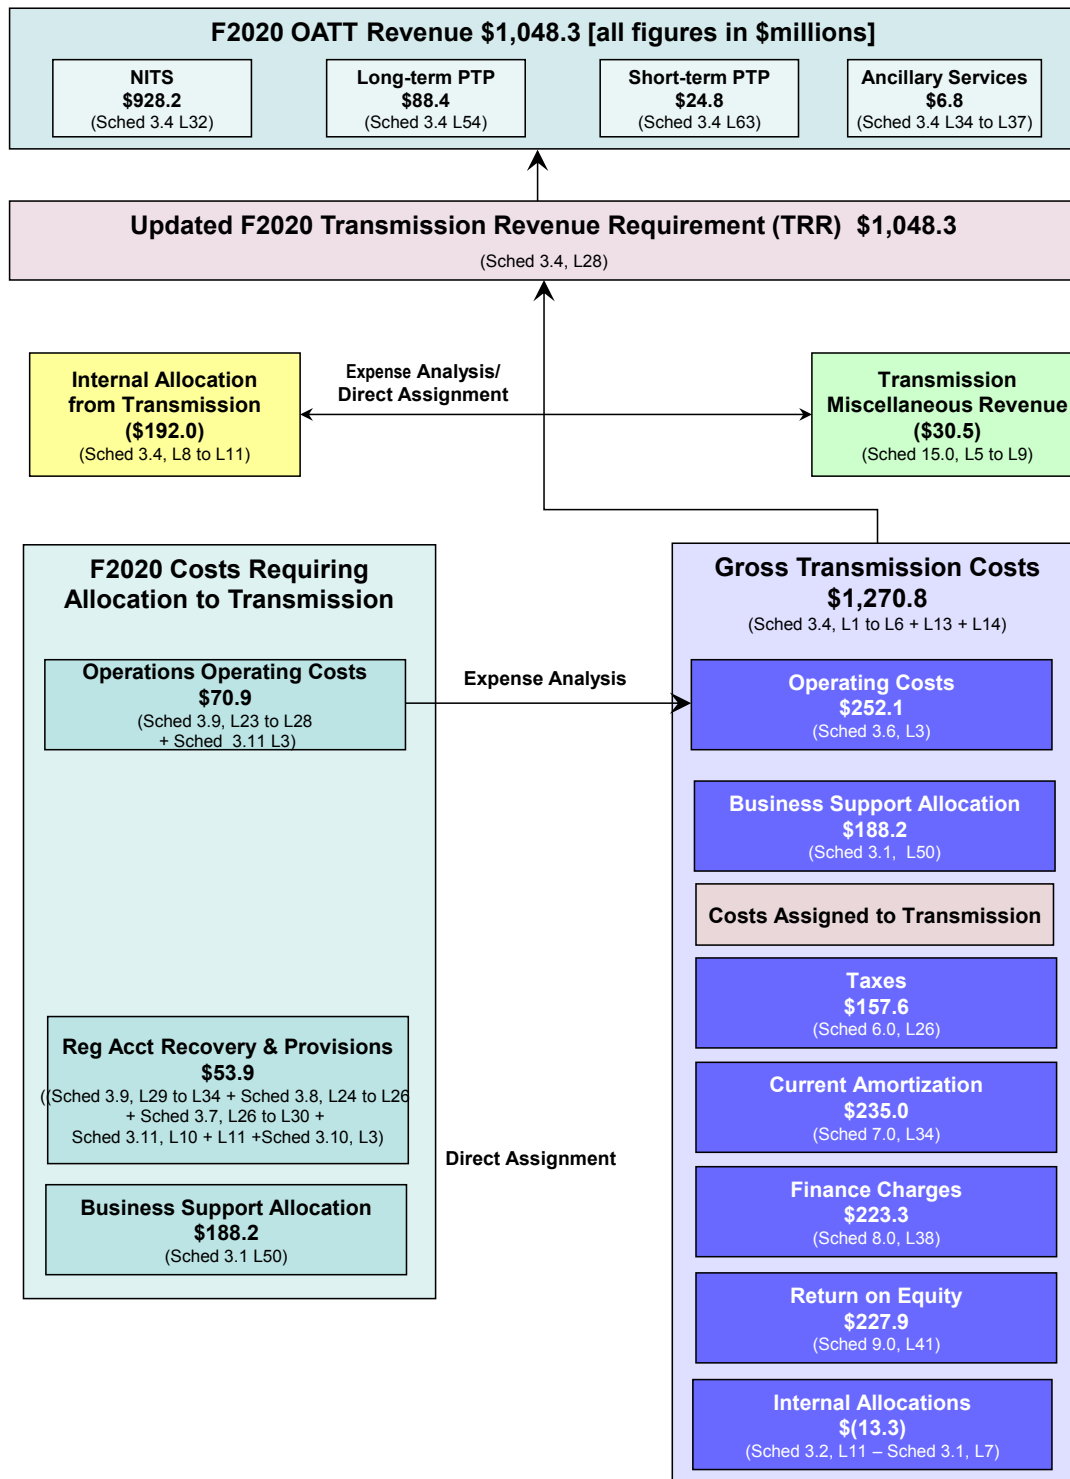 F2020 OATT Revenue $1,048.3 [all figures in $millions]
NITS
$928.2
(Sched 3.4 L32)
Long-term PTP
$88.4
(Sched 3.4 L54)
Short-term PTP
$24.8
(Sched 3.4 L63)
Ancillary Services
$6.8
(Sched 3.4 L34 to L37)
Updated F2020 Transmission Revenue Requirement (TRR) $1,048.3
(Sched 3.4, L28)
Internal Allocation
from Transmission
($192.0)
(Sched 3.4, L8 to L11)
Expense Analysis/
Direct Assignment
Transmission
Miscellaneous Revenue
($30.5)
(Sched 15.0, L5 to L9)
F2020 Costs Requiring
Allocation to Transmission
Operations Operating Costs
$70.9
(Sched 3.9, L23 to L28
+ Sched 3.11 L3)
Reg Acct Recovery & Provisions
$53.9
((Sched 3.9, L29 to L34 + Sched 3.8, L24 to L26
+ Sched 3.7, L26 to L30 +
Sched 3.11, L10 + L11 +Sched 3.10, L3)
Business Support Allocation
$188.2
(Sched 3.1 L50)
Expense Analysis
Direct Assignment
Gross Transmission Costs
$1,270.8
(Sched 3.4, L1 to L6 + L13 + L14)
Operating Costs
$252.1
(Sched 3.6, L3)
Business Support Allocation
$188.2
(Sched 3.1, L50)
Costs Assigned to Transmission
Taxes
$157.6
(Sched 6.0, L26)
Current Amortization
$235.0
(Sched 7.0, L34)
Finance Charges
$223.3
(Sched 8.0, L38)
Return on Equity
$227.9
(Sched 9.0, L41)
Internal Allocations
$(13.3)
(Sched 3.2, L11 – Sched 3.1, L7)